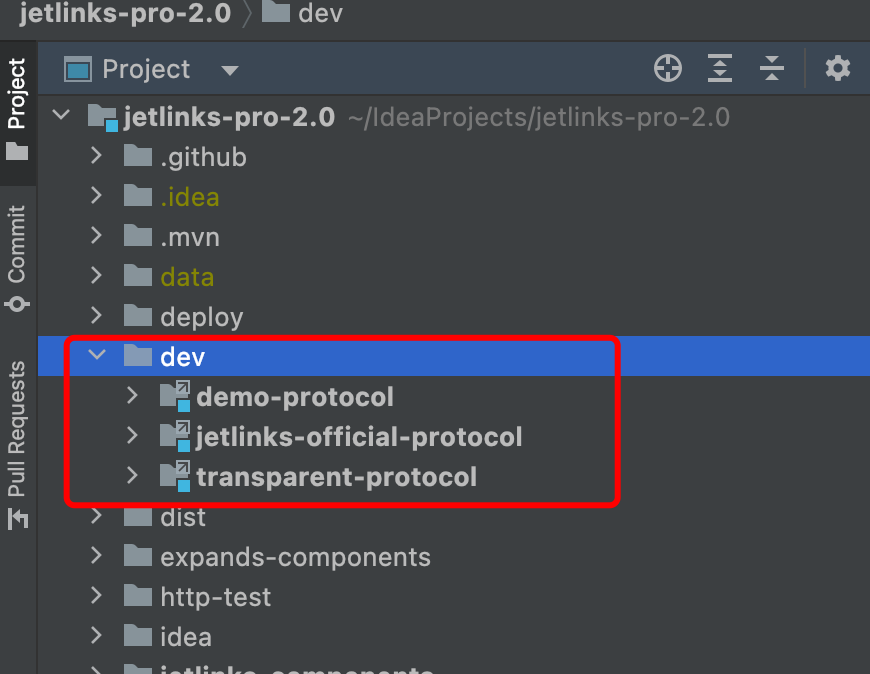 jetlinks-pro-2.0 dev
Project
Project
Commit
Pull Requests
jetlinks-pro-2.0 ~/IdeaProjects/jetlinks-pro-2.0
.github
.idea
.mvn
data
deploy
dev
demo-protocol
jetlinks-official-protocol
transparent-protocol
dist
expands-components
http-test
idea
jetlinks-components